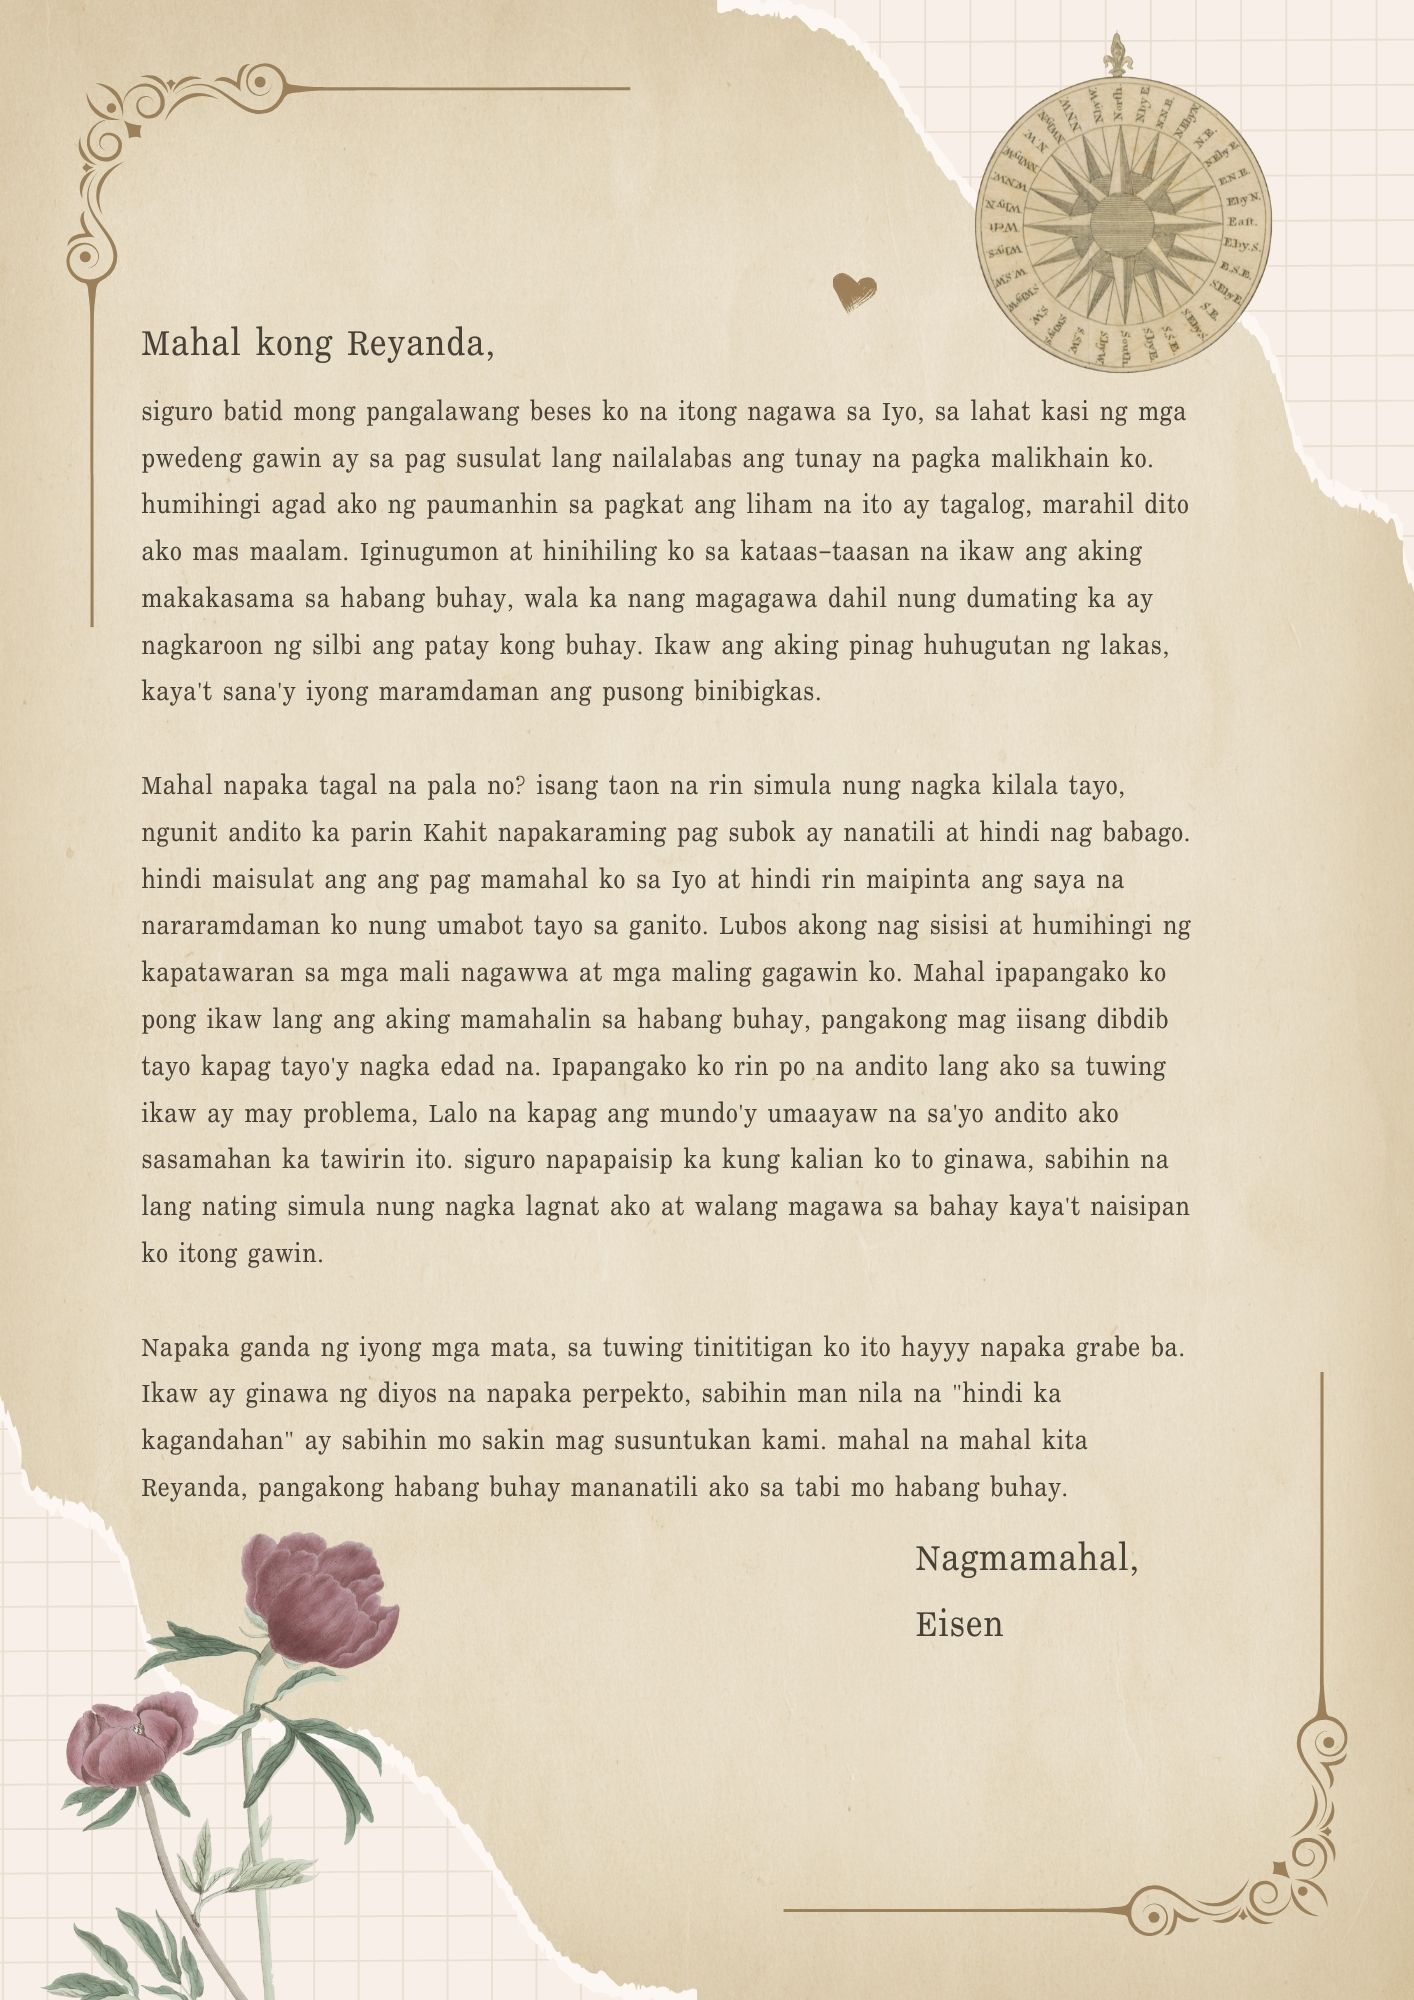 North.
Nby E.
N.N.E.
N.E.
E.N.E.
Eby N.
East.
Eby.S.
E.S.E.
S.E.
S.S.E.
South.
S.W.
W.S.W.
W.N.W.
N.W.
N.N.W.
Mahal kong Reyanda,
siguro batid mong pangalawang beses ko na itong nagawa sa Iyo, sa lahat kasi ng mga
pwedeng gawin ay sa pag susulat lang nailalabas ang tunay na pagka malikhain ko.
humihingi agad ako ng paumanhin sa pagkat ang liham na ito ay tagalog, marahil dito
ako mas maalam. Iginugumon at hinihiling ko sa kataas-taasan na ikaw ang aking
makakasama sa habang buhay, wala ka nang magagawa dahil nung dumating ka ay
nagkaroon ng silbi ang patay kong buhay. Ikaw ang aking pinag huhugutan ng lakas,
kaya't sana'y iyong maramdaman ang pusong binibigkas.
Mahal napaka tagal na pala no? isang taon na rin simula nung nagka kilala tayo,
ngunit andito ka parin Kahit napakaraming pag subok ay nanatili at hindi nag babago.
hindi maisulat ang ang pag mamahal ko sa Iyo at hindi rin maipinta ang saya na
nararamdaman ko nung umabot tayo sa ganito. Lubos akong nag sisisi at humihingi ng
kapatawaran sa mga mali nagawwa at mga maling gagawin ko. Mahal ipapangako ko
pong ikaw lang ang aking mamahalin sa habang buhay, pangakong mag iisang dibdib
tayo kapag tayo'y nagka edad na. Ipapangako ko rin po na andito lang ako sa tuwing
ikaw ay may problema, Lalo na kapag ang mundo'y umaayaw na sa'yo andito ako
sasamahan ka tawirin ito. siguro napapaisip ka kung kalian ko to ginawa, sabihin na
lang nating simula nung nagka lagnat ako at walang magawa sa bahay kaya't naisipan
ko itong gawin.
Napaka ganda ng iyong mga mata, sa tuwing tinititigan ko ito hayyy napaka grabe ba.
Ikaw ay ginawa ng diyos na napaka perpekto, sabihin man nila na "hindi ka
kagandahan" ay sabihin mo sakin mag susuntukan kami. mahal na mahal kita
Reyanda, pangakong habang buhay mananatili ako sa tabi mo habang buhay.
Nagmamahal,
Eisen